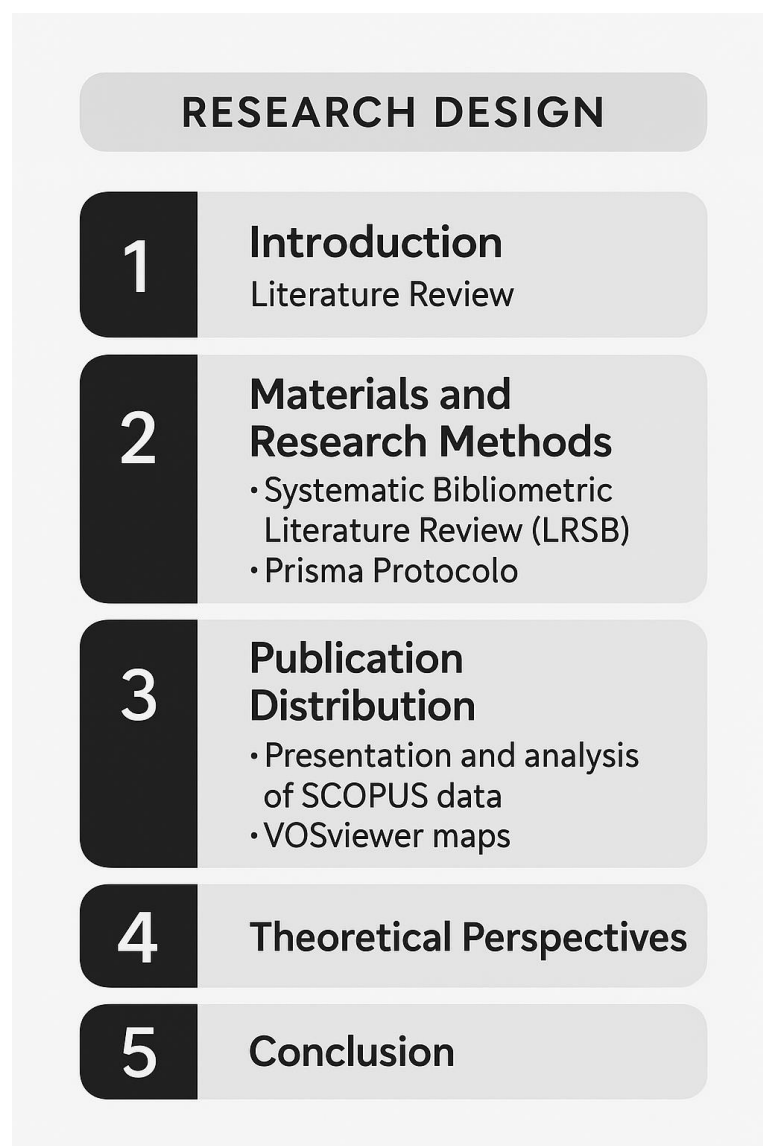 RESEARCH DESIGN
1
Introduction
Literature Review
2
Materials and
Research Methods
• Systematic Bibliometric
Literature Review (LRSB)
• Prisma Protocolo
3
Publication
Distribution
• Presentation and analysis
of SCOPUS data
• VOSviewer maps
4
Theoretical Perspectives
5
Conclusion